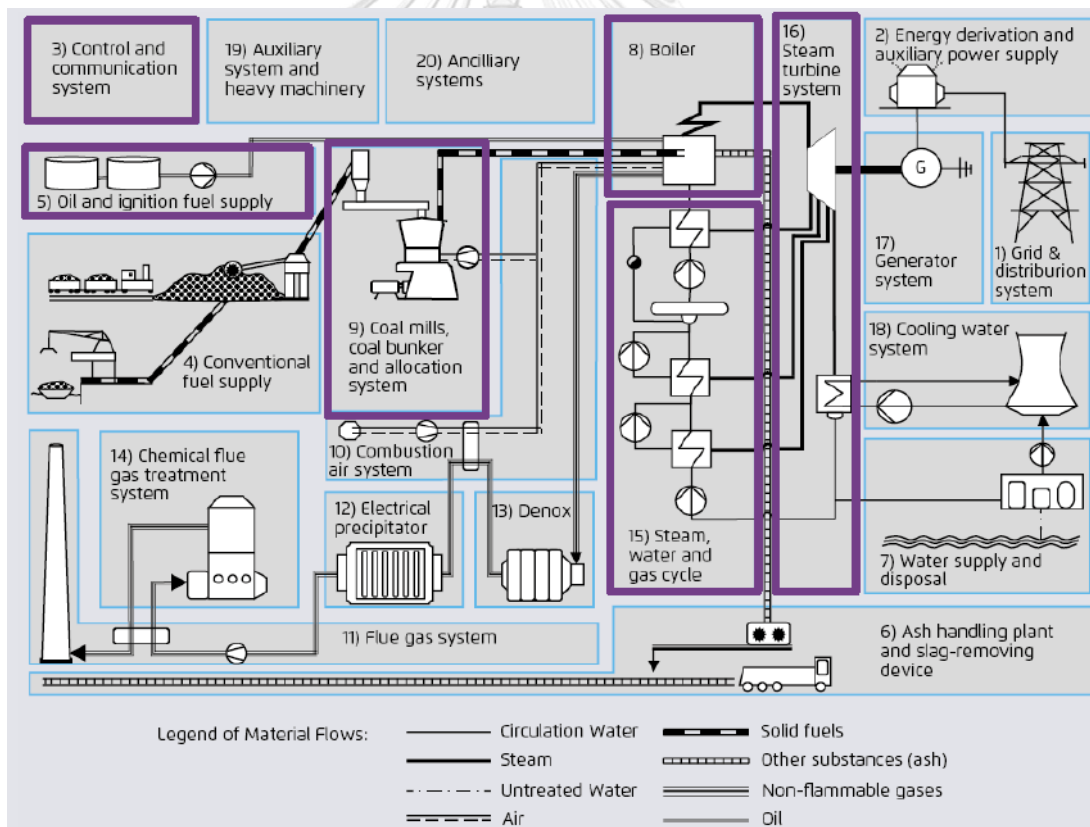 3) Control and
communication
system
19) Auxiliary
system and
heavy machinery
20) Ancilliary
systems
8) Boiler
16)
Steam
turbine
system
2) Energy derivation and
auxiliary power supply
5) Oil and ignition fuel supply
G
17)
Generator
system
1) Grid &
distriburion
system
4) Conventional
fuel supply
9) Coal mills,
coal bunker
and allocation
system
18) Cooling water
system
10) Combustion
air system
14) Chemical flue
gas treatment
system
12) Electrical
precipitator
13) Denox
15) Steam,
water and
gas cycle
7) Water supply and
disposal
11) Flue gas system
6) Ash handling plant
and slag-removing
device
Legend of Material Flows:
Circulation Water
Solid fuels
Steam
Other substances (ash)
Untreated Water
Non-flammable gases
Air
Oil